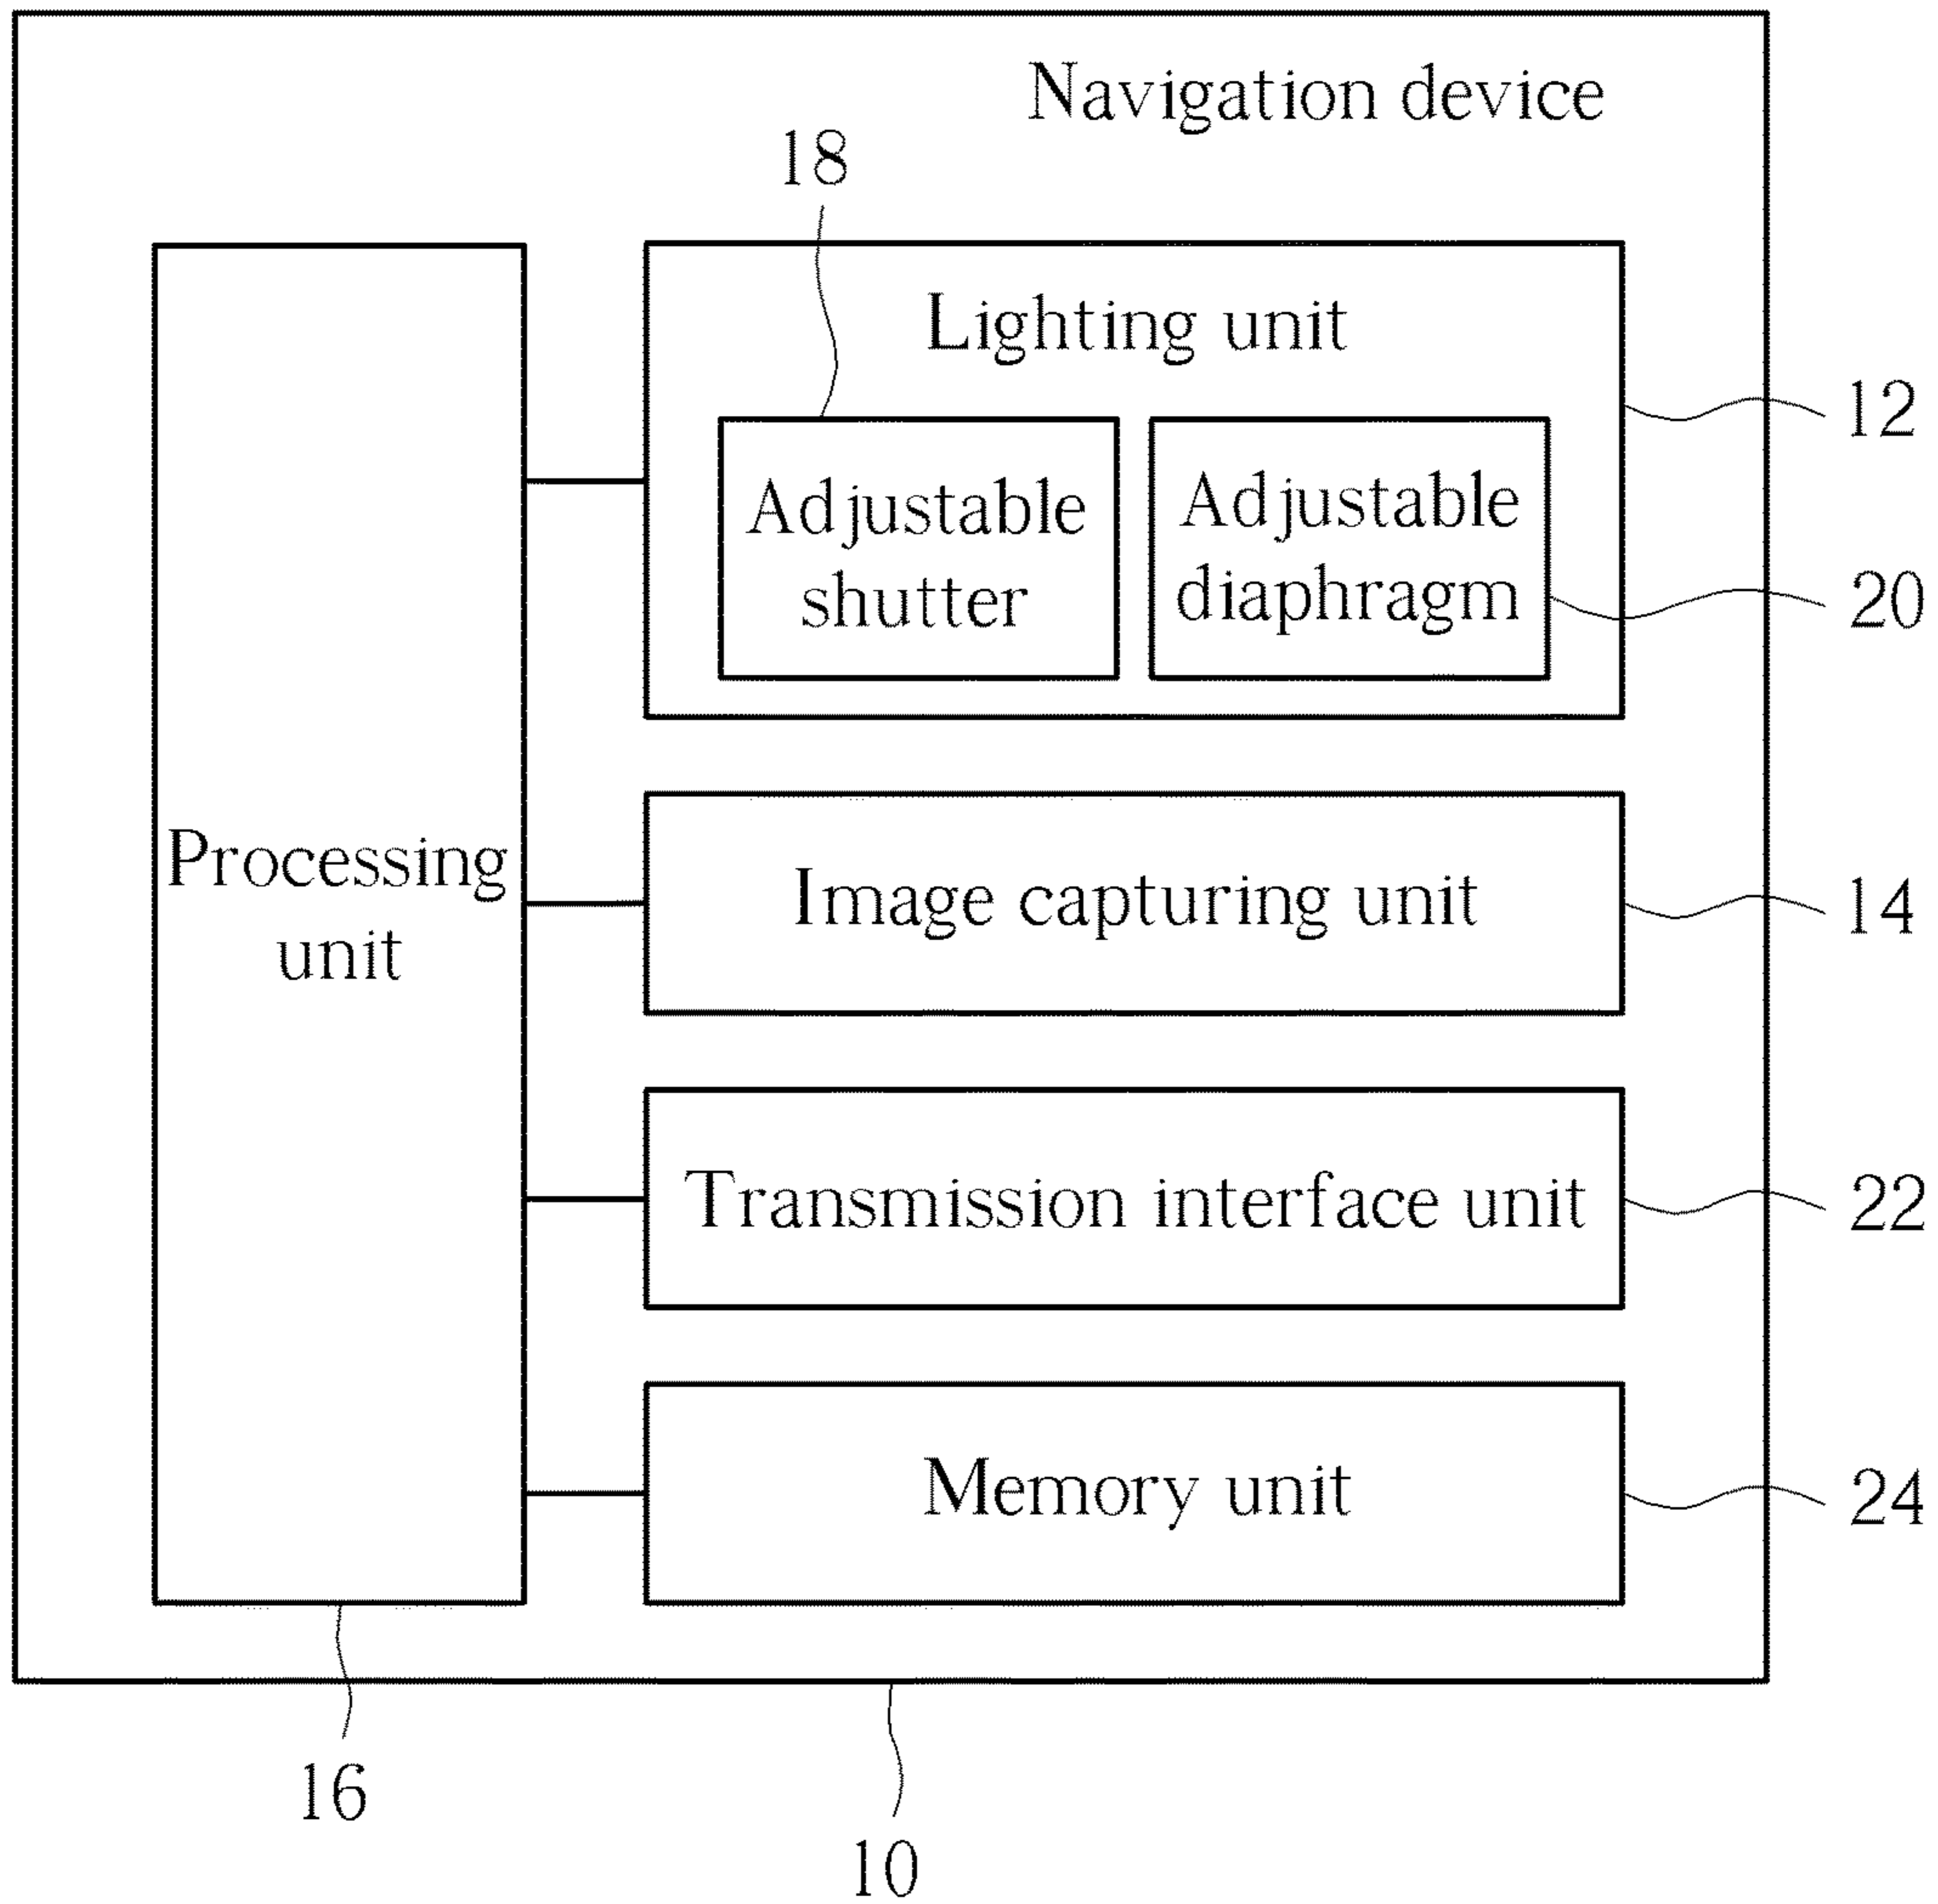 Navigation device
18
Lighting unit
12
Adjustable
shutter
Adjustable
diaphragm
20
Processing
unit
Image capturing unit
14
Transmission interface unit
22
Memory unit
24
16
10